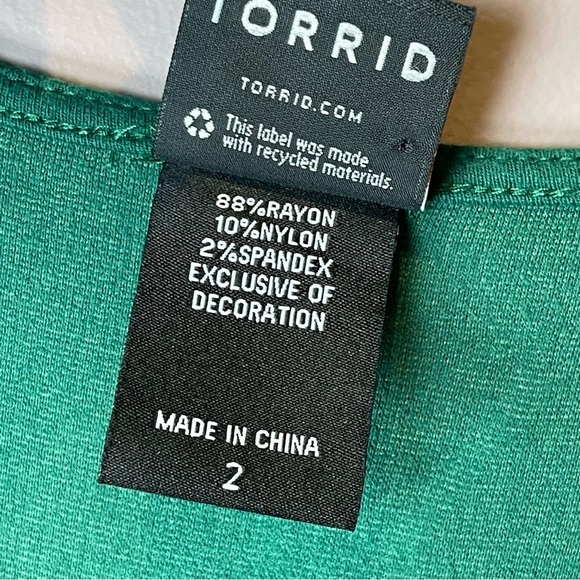 TORRID
TORRID.COM
This label was made
with recycled materials.
88%RAYON
10%NYLON
2%SPANDEX
EXCLUSIVE OF
DECORATION
MADE IN CHINA
2